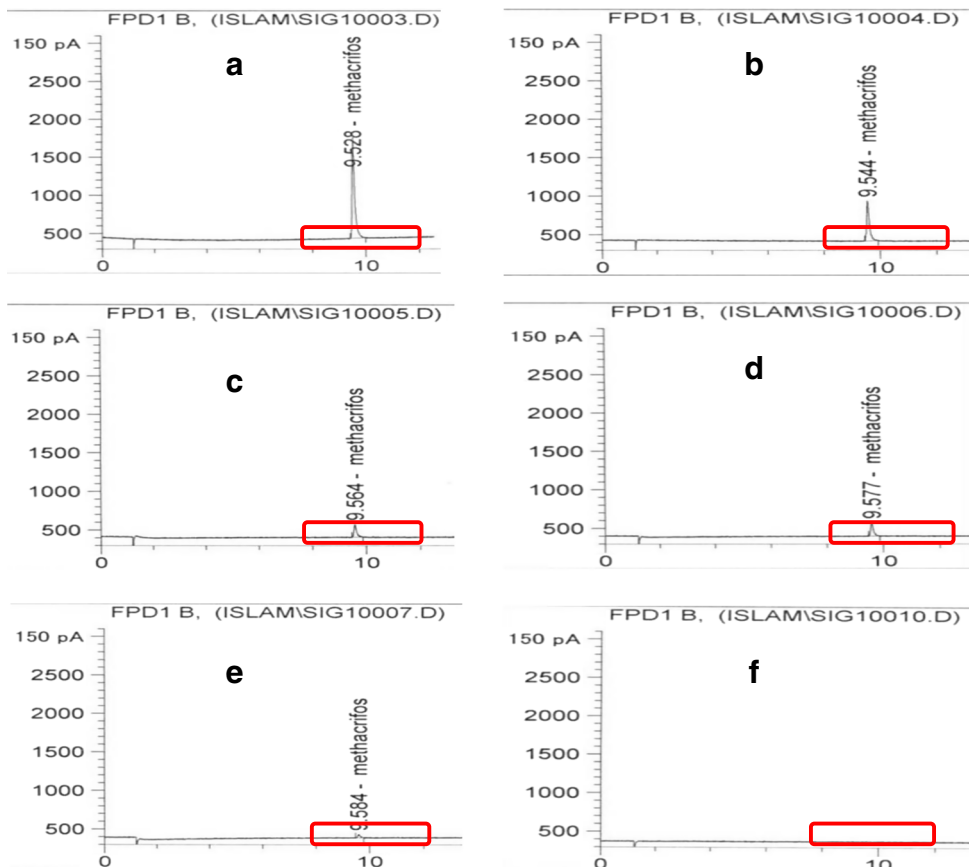 FPD1 B, (ISLAM\SIG10003.D)
150 pA
a
2500
2000
1500
1000
500
0
10
9.528 - methacrifos
FPD1 B, (ISLAM\SIG10004.D)
150 pA
b
2500
2000
1500
1000
500
0
10
9.544 - methacrifos
FPD1 B, (ISLAM\SIG10005.D)
150 pA
c
2500
2000
1500
1000
500
0
10
9.564 - methacrifos
FPD1 B, (ISLAM\SIG10006.D)
150 pA
d
2500
2000
1500
1000
500
0
10
9.577 - methacrifos
FPD1 B, (ISLAM\SIG10007.D)
150 pA
e
2500
2000
1500
1000
500
0
10
9.584 - methacrifos
FPD1 B, (ISLAM\SIG10010.D)
150 pA
f
2500
2000
1500
1000
500
0
10